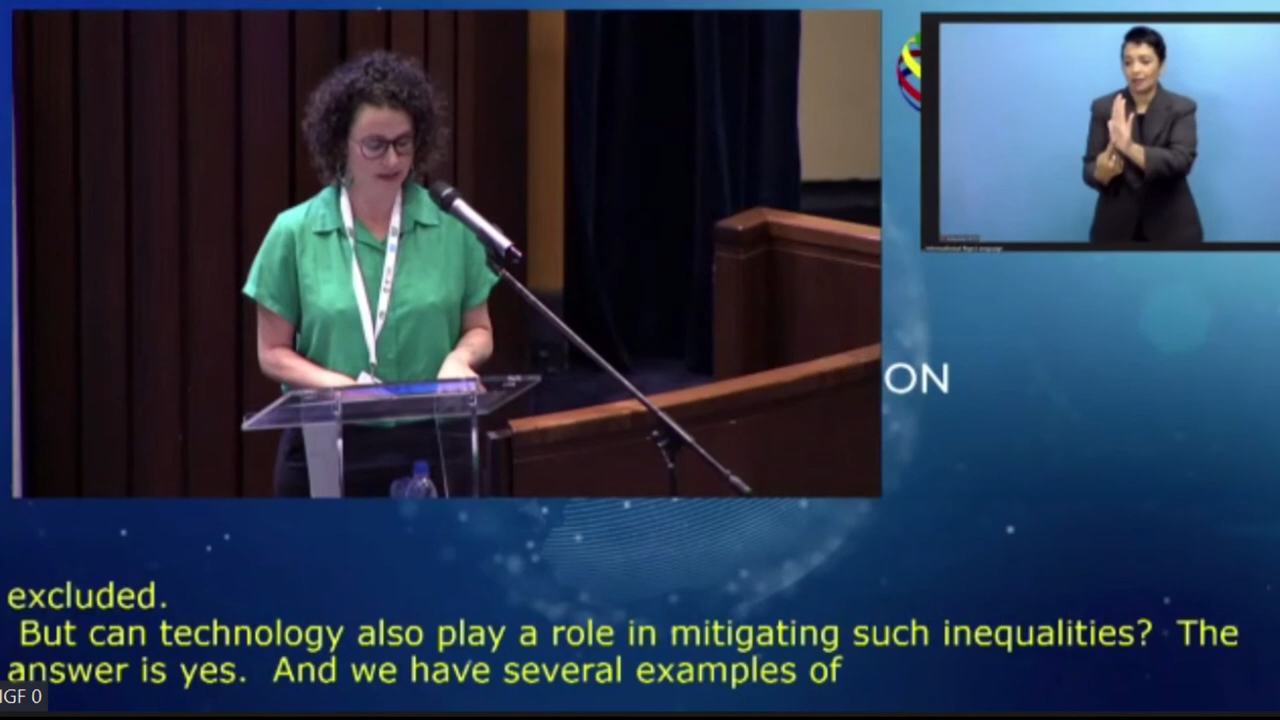 ON
excluded.
But can technology also play a role in mitigating such inequalities?  The
answer is yes.  And we have several examples of
IGF 0